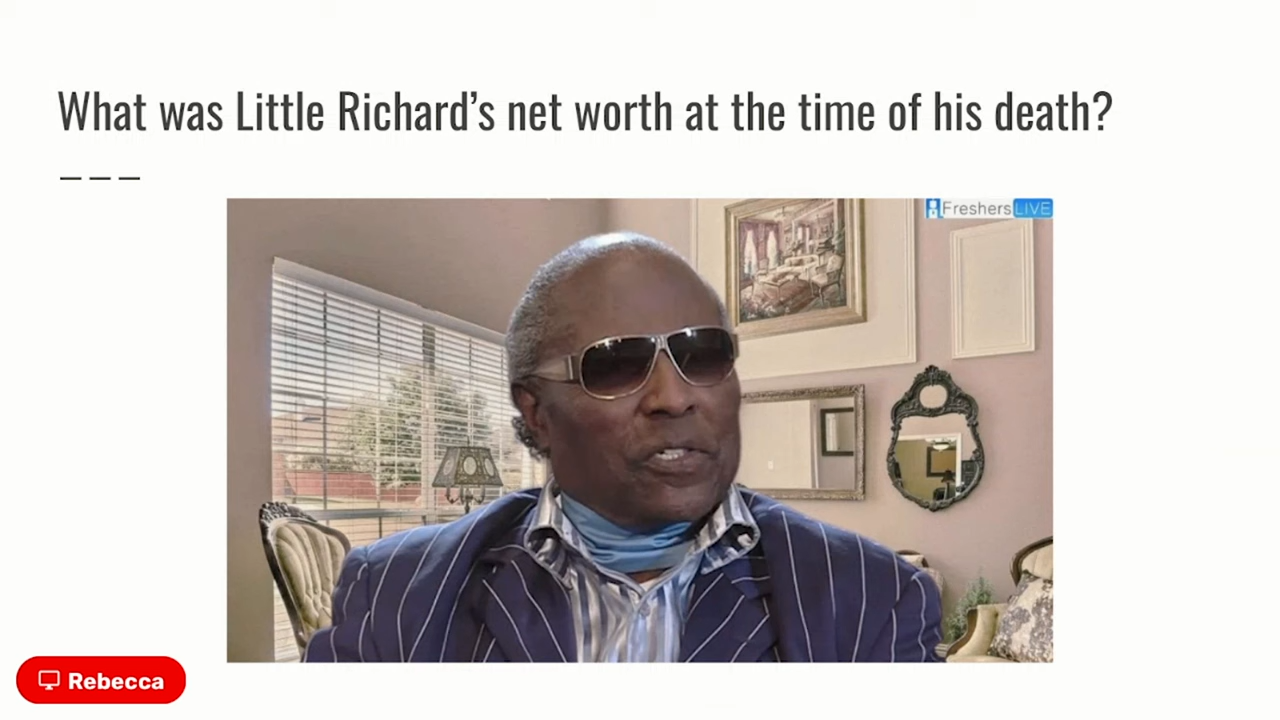 What was Little Richard’s net worth at the time of his death?
FreshersLIVE
Rebecca